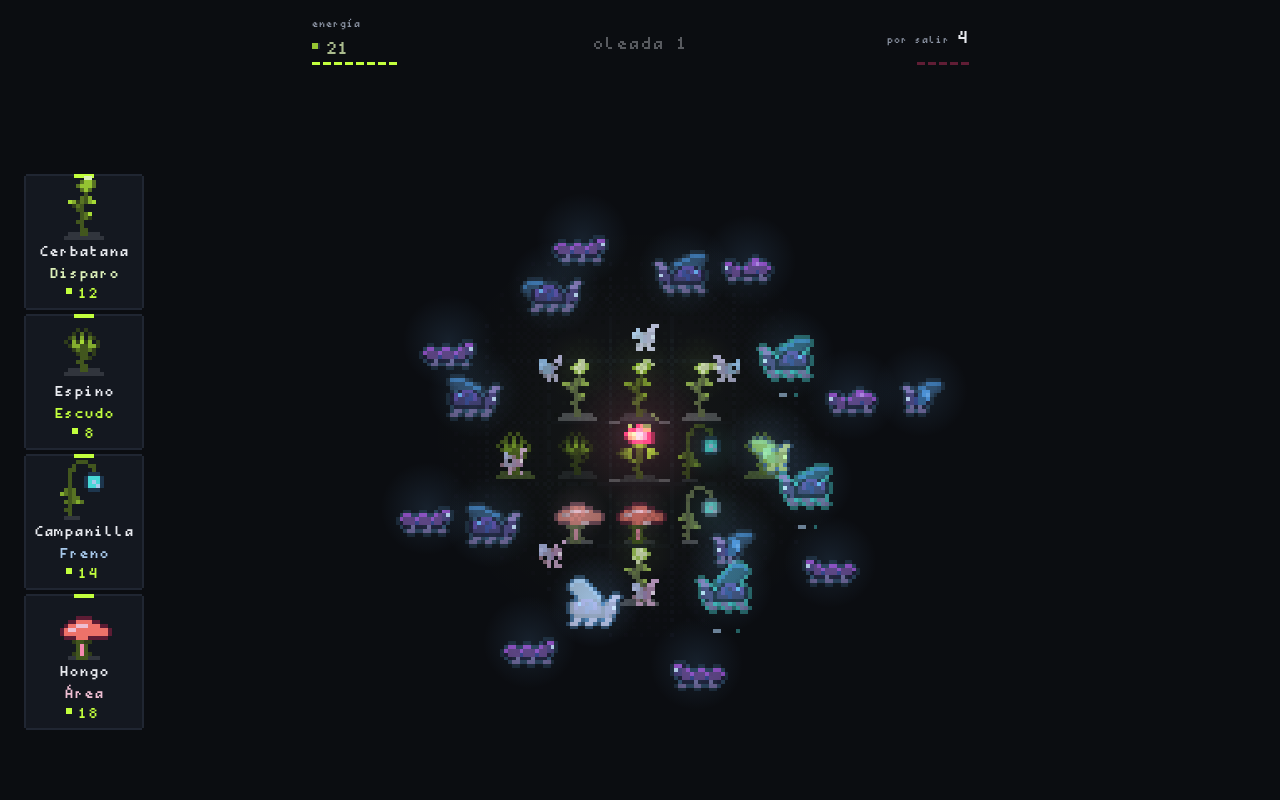 energía
21
oleada 1
por salir 4
Cerbatana
Disparo
12
Espino
Escudo
8
Campanilla
Freno
14
Hongo
Área
18